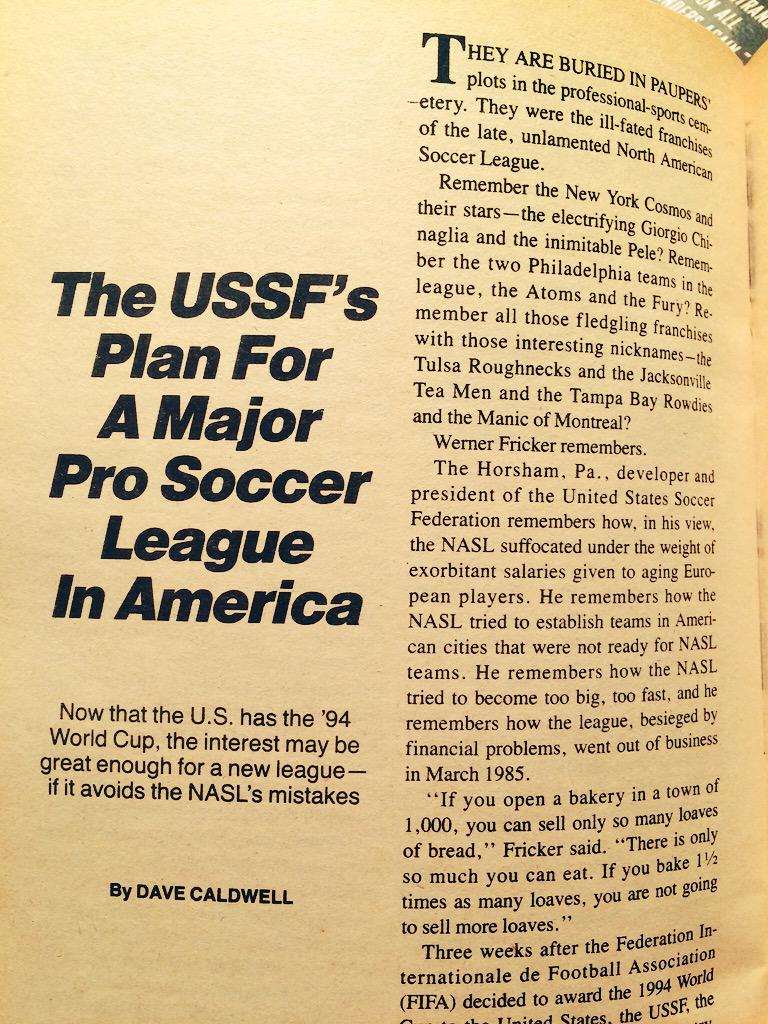 The USSF's
Plan For
A Major
Pro Soccer
League
In America
Now that the U.S. has the '94
World Cup, the interest may be
great enough for a new league—
if it avoids the NASL's mistakes
By DAVE CALDWELL
THEY ARE BURIED IN PAUPERS'
plots in the professional-sports cem-
etery. They were the ill-fated franchises
of the late, unlamented North American
Soccer League.
Remember the New York Cosmos and
their stars—the electrifying Giorgio Chi-
naglia and the inimitable Pele? Remem-
ber the two Philadelphia teams in the
league, the Atoms and the Fury? Re-
member all those fledgling franchises
with those interesting nicknames—the
Tulsa Roughnecks and the Jacksonville
Tea Men and the Tampa Bay Rowdies
and the Manic of Montreal?
Werner Fricker remembers.
The Horsham, Pa., developer and
president of the United States Soccer
Federation remembers how, in his view,
the NASL suffocated under the weight of
exorbitant salaries given to aging Euro-
pean players. He remembers how the
NASL tried to establish teams in Ameri-
can cities that were not ready for NASL
teams. He remembers how the NASL
tried to become too big, too fast, and he
remembers how the league, besieged by
financial problems, went out of business
in March 1985.
"If you open a bakery in a town of
1,000, you can sell only so many loaves
of bread," Fricker said. "There is only
so much you can eat. If you bake 1½
times as many loaves, you are not going
to sell more loaves."
Three weeks after the Federation In-
ternationale de Football Association
(FIFA) decided to award the 1994 World
Cup to the United States, the USSF, the